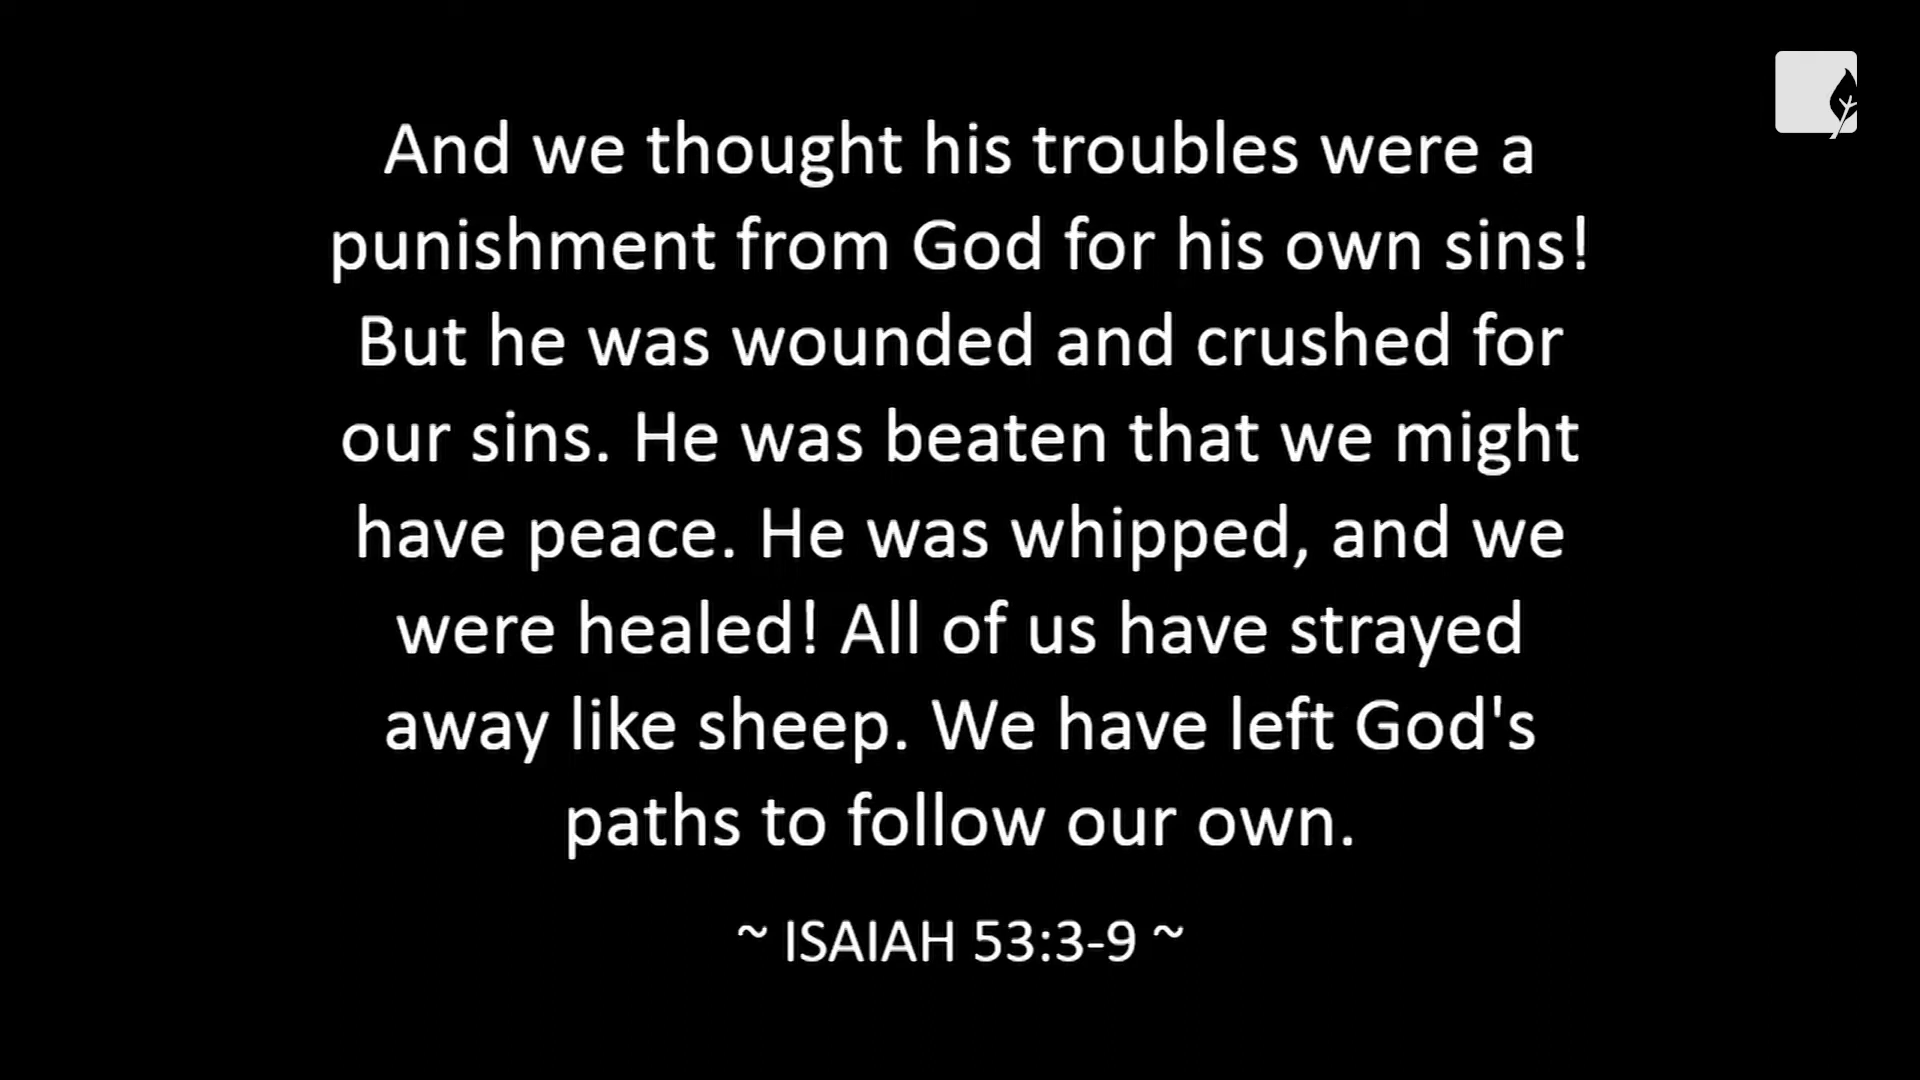 And we thought his troubles were a
punishment from God for his own sins!
But he was wounded and crushed for
our sins. He was beaten that we might
have peace. He was whipped, and we
were healed! All of us have strayed
away like sheep. We have left God's
paths to follow our own.
~ ISAIAH 53:3-9 ~